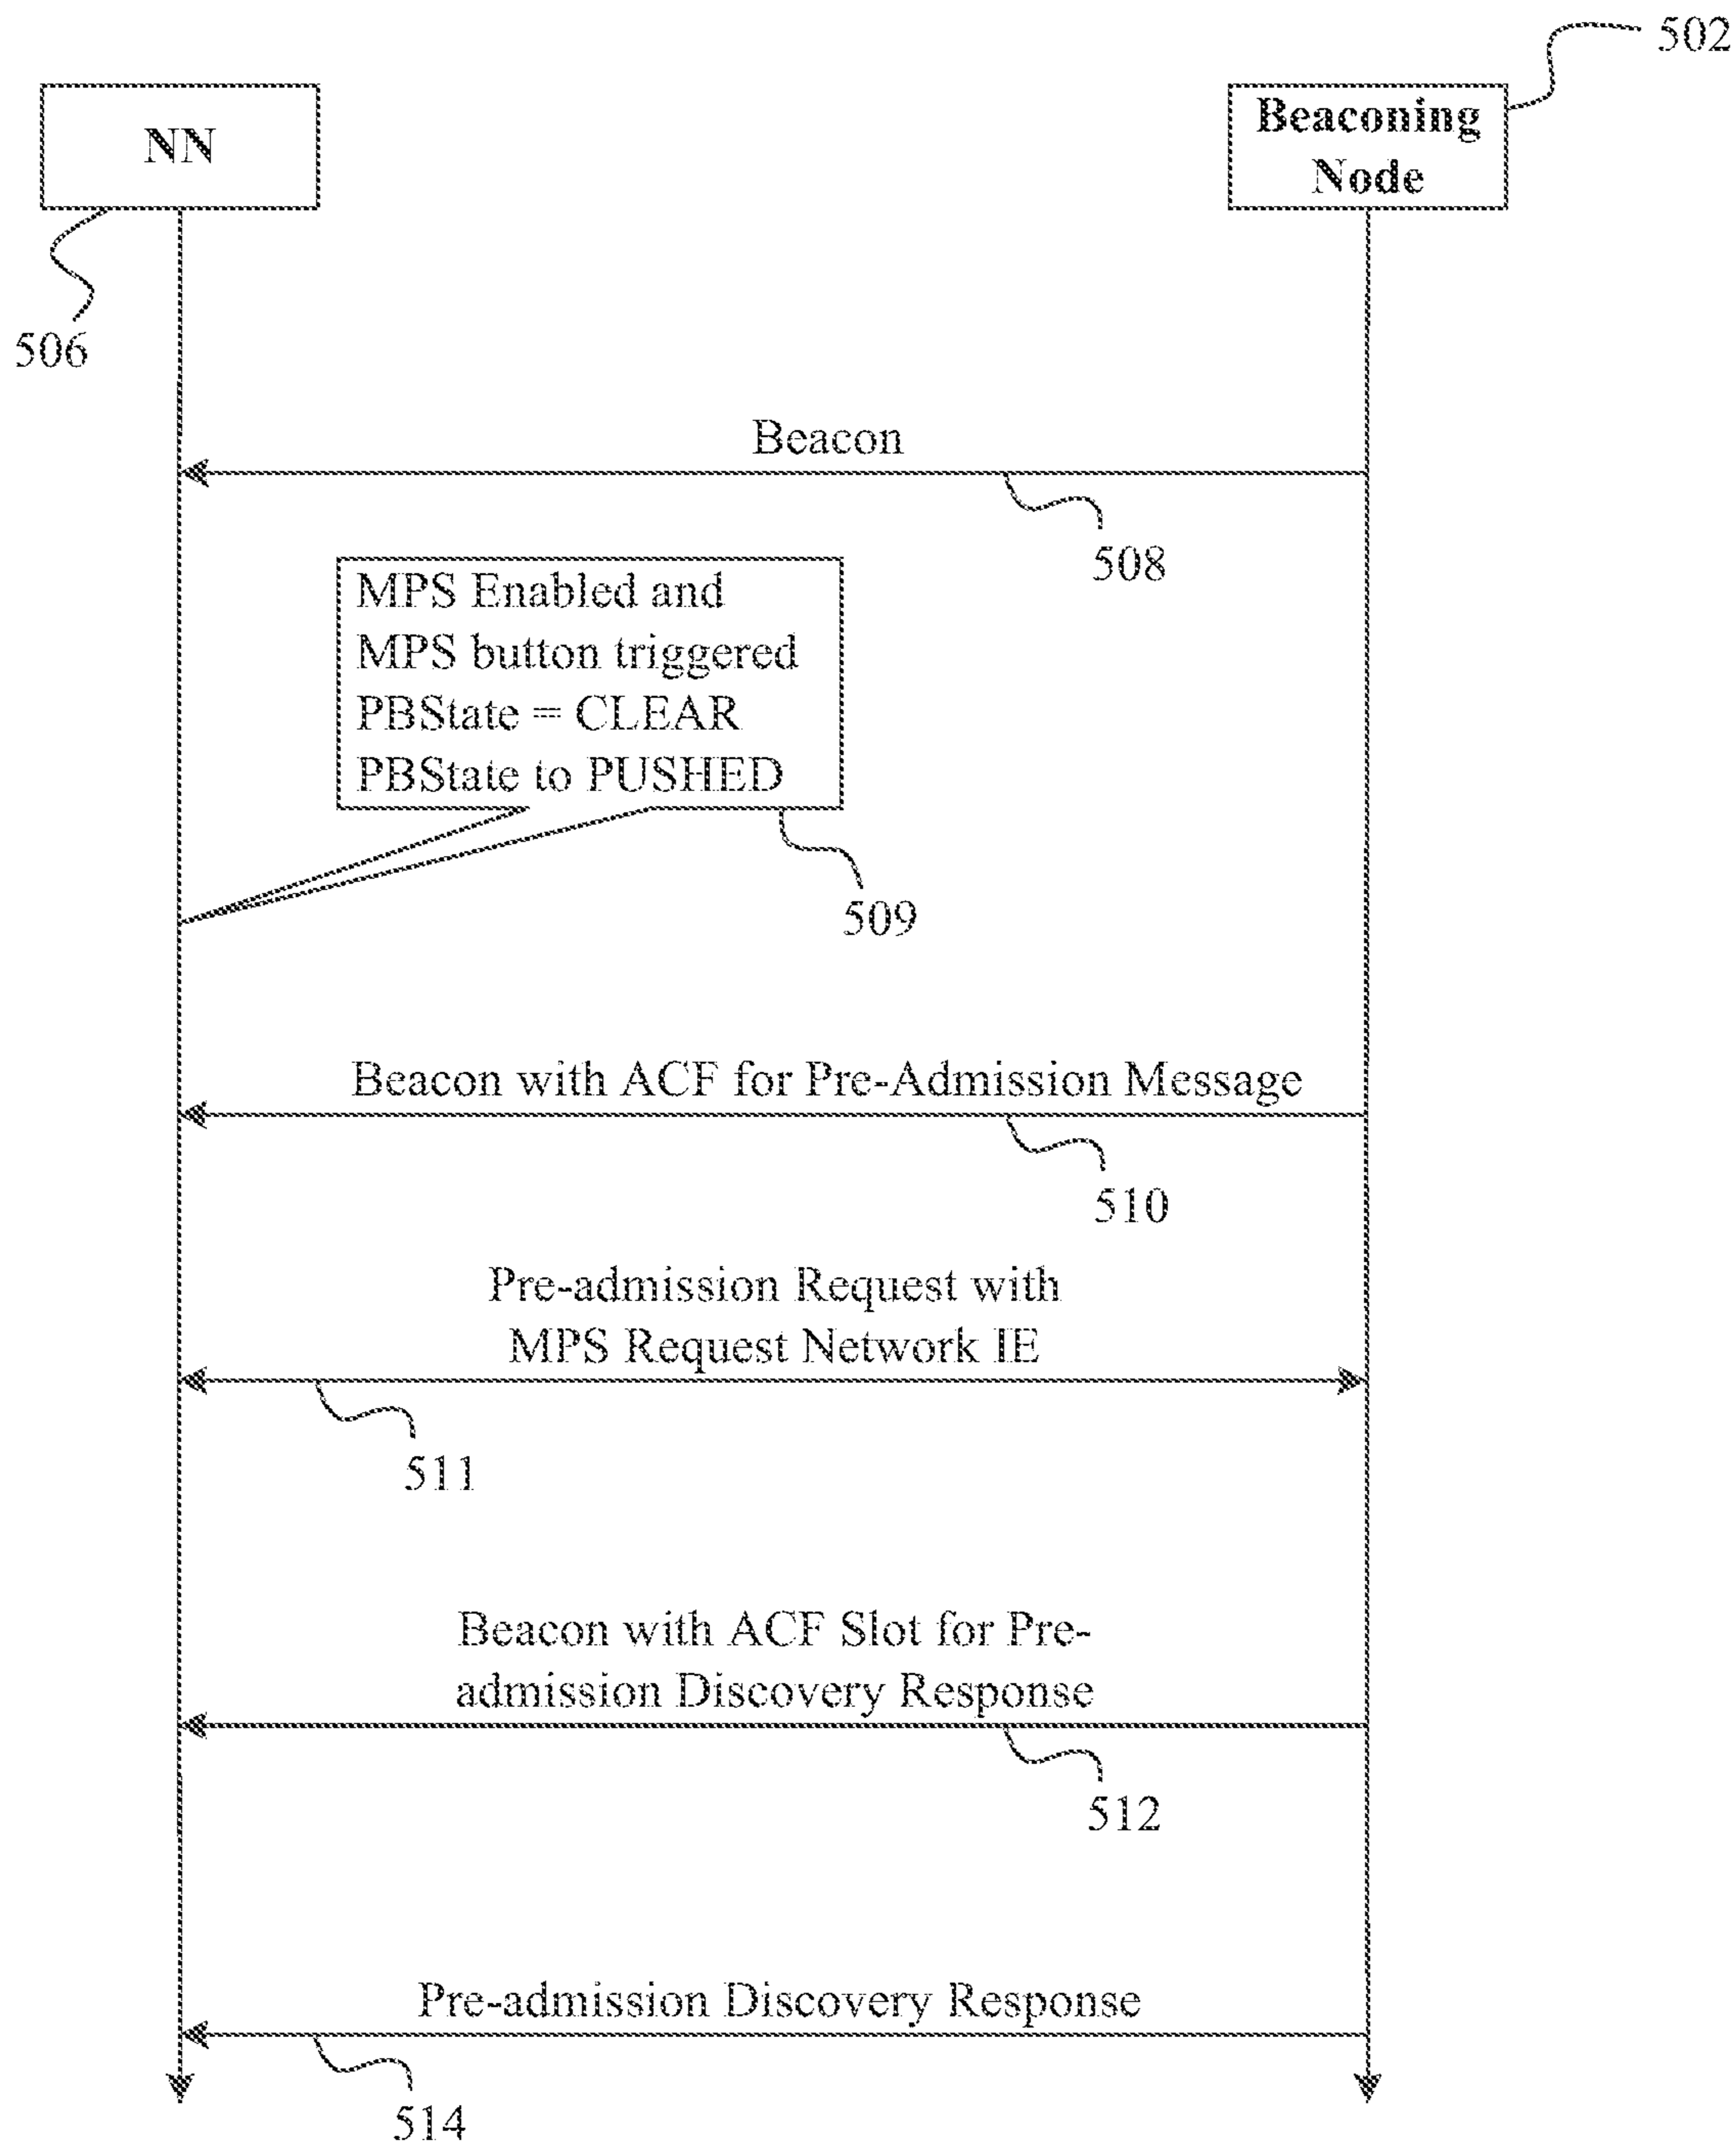 502
NN
Beaconing
Node
506
Beacon
508
MPS Enabled and
MPS button triggered
PBState = CLEAR
PBState to PUSHED
509
Beacon with ACF for Pre-Admission Message
510
Pre-admission Request with
MPS Request Network IE
511
Beacon with ACF Slot for Pre-
admission Discovery Response
512
Pre-admission Discovery Response
514